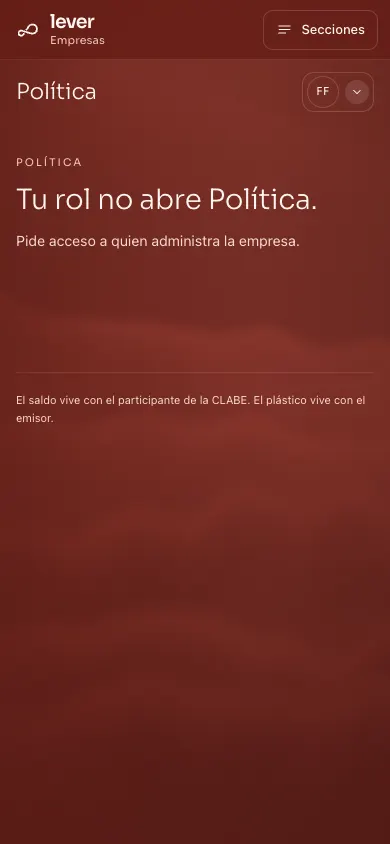 lever
Empresas
Secciones
Política
FF
POLÍTICA
Tu rol no abre Política.
Pide acceso a quien administra la empresa.
El saldo vive con el participante de la CLABE. El plástico vive con el
emisor.